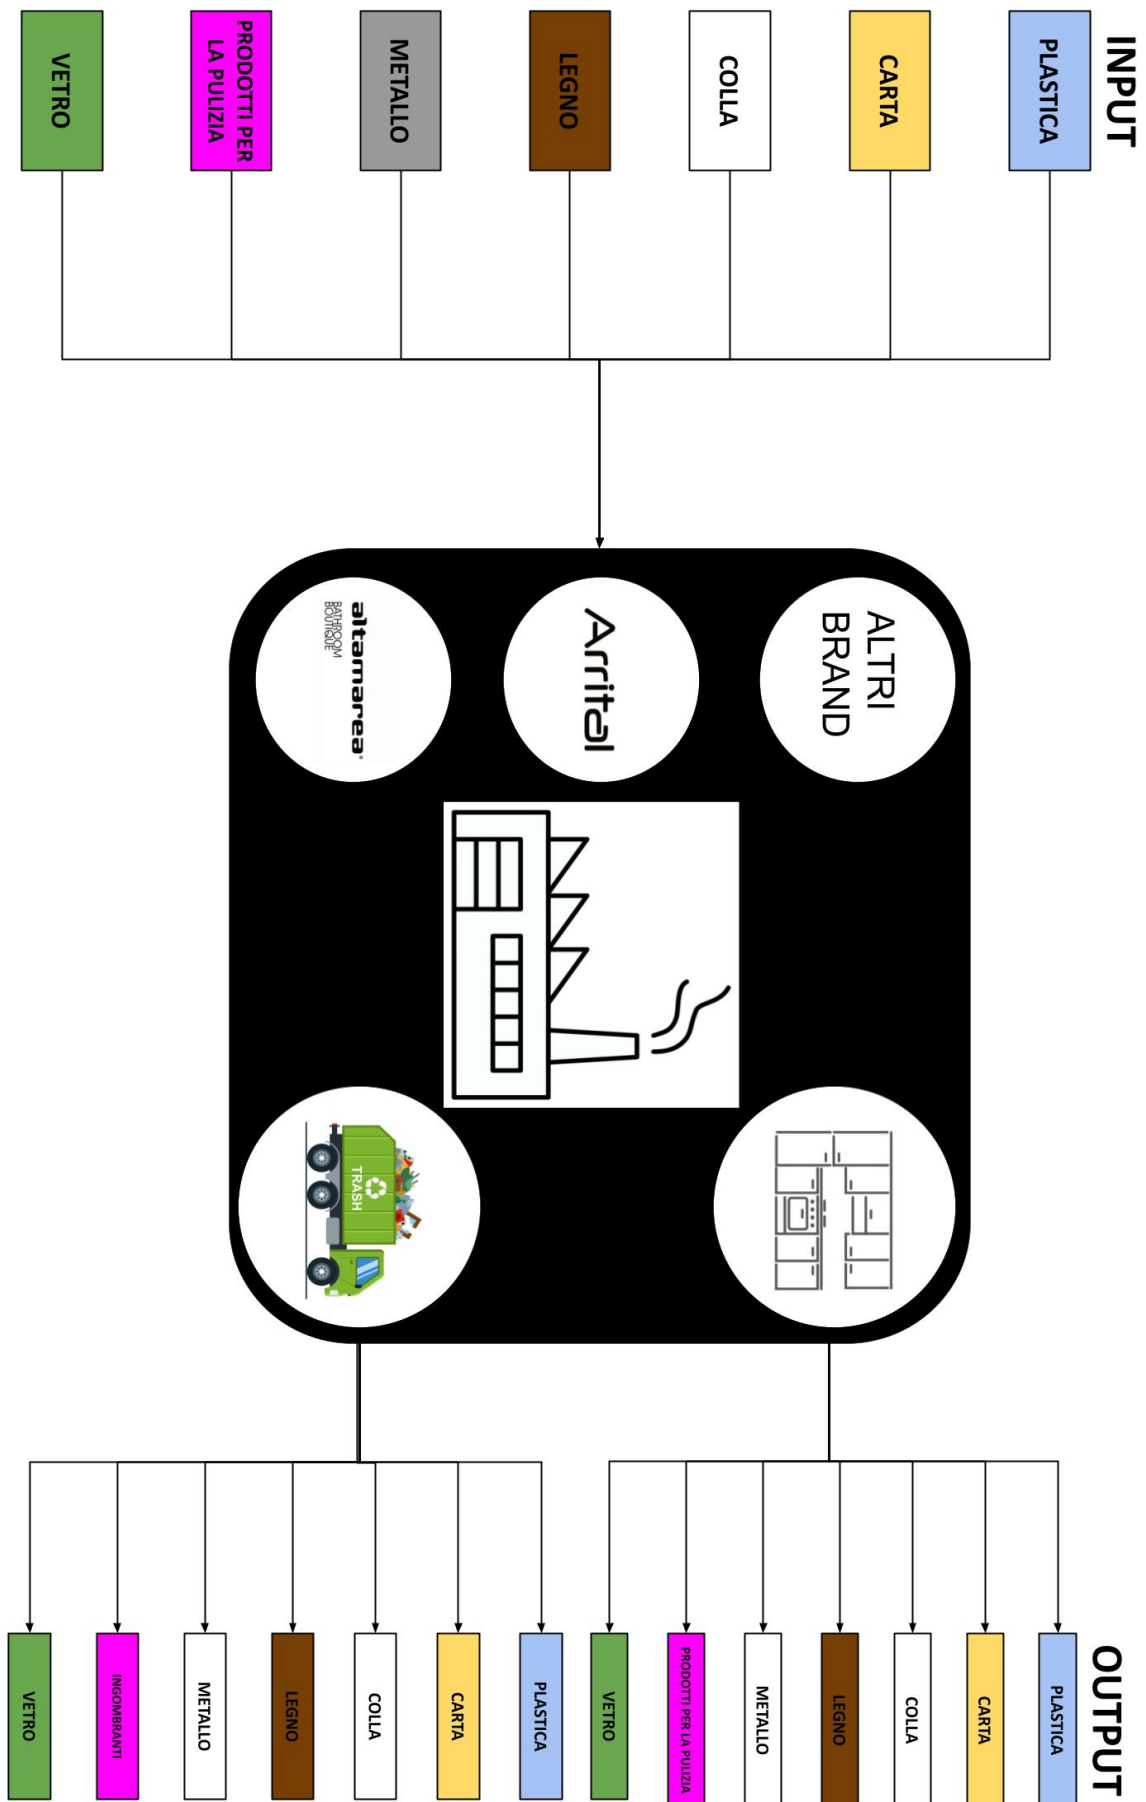 INPUT
PLASTICA
CARTA
COLLA
LEGNO
METALLO
PRODOTTI PER
LA PULIZIA
VETRO
ALTRI
BRAND
Arrital
altamarea®
BATHROOM
BOUTIQUE
TRASH
OUTPUT
PLASTICA
CARTA
COLLA
LEGNO
METALLO
PRODOTTI PER LA PULIZIA
VETRO
PLASTICA
CARTA
COLLA
LEGNO
METALLO
INGOMBRANTI
VETRO